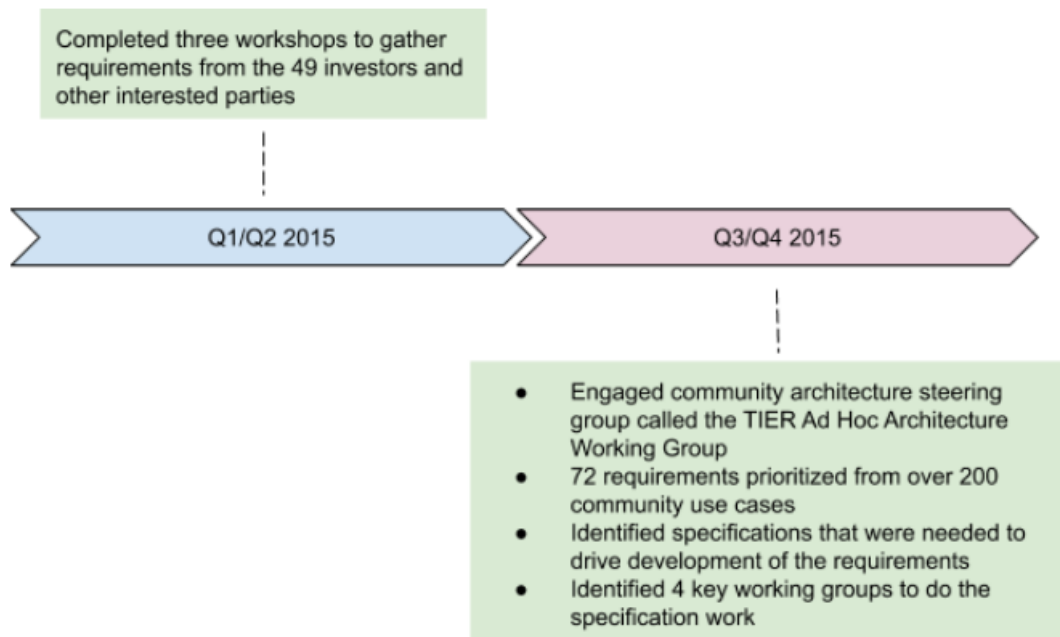 Completed three workshops to gather
requirements from the 49 investors and
other interested parties
Q1/Q2 2015
Q3/Q4 2015
● Engaged community architecture steering
group called the TIER Ad Hoc Architecture
Working Group
● 72 requirements prioritized from over 200
community use cases
● Identified specifications that were needed to
drive development of the requirements
● Identified 4 key working groups to do the
specification work